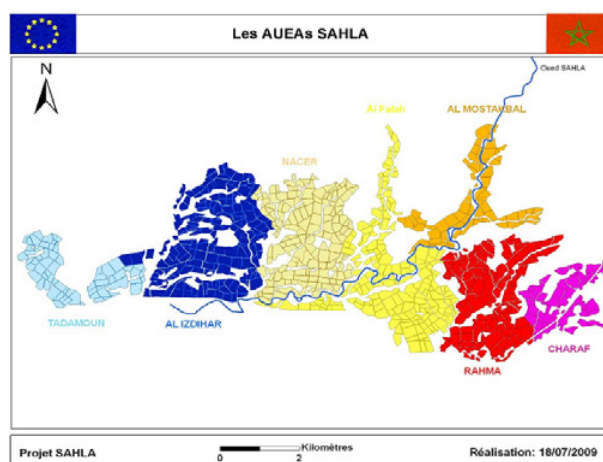 Les AUEAs SAHLA
N
Oued SAHLA
Al Fatah
AL MOSTAKBAL
NACER
TADAMOUN
AL IZDIHAR
CHARAF
RAHMA
Projet SAHLA
0
2
Kilomètres
Réalisation: 18/07/2009